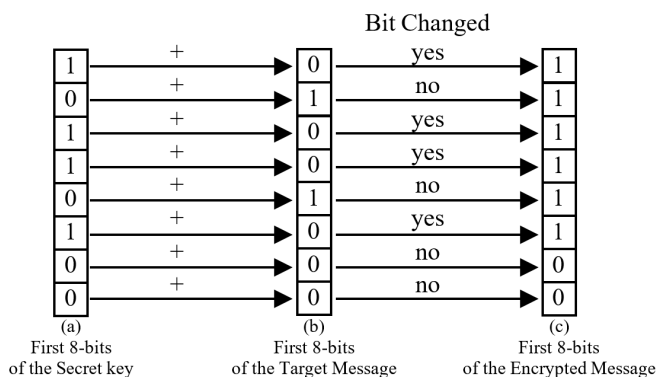 Bit Changed
1 + 0 yes 1
0 + 1 no 1
1 + 0 yes 1
1 + 0 yes 1
0 + 1 no 1
1 + 0 yes 1
0 + 0 no 0
0 + 0 no 0
(a) (b) (c)
First 8-bits First 8-bits First 8-bits
of the Secret key of the Target Message of the Encrypted Message